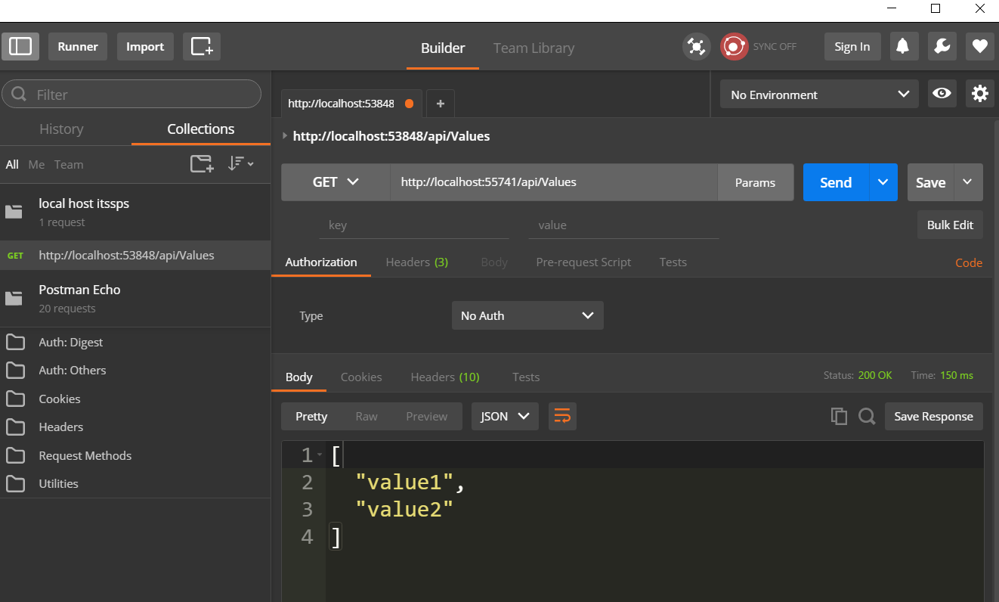 Runner Import Builder Team Library SYNC OFF Sign In
Filter
History Collections
All Me Team
local host itssps
1 request
GET http://localhost:53848/api/Values
Postman Echo
20 requests
Auth: Digest
Auth: Others
Cookies
Headers
Request Methods
Utilities
http://localhost:53848 + No Environment
http://localhost:53848/api/Values
GET http://localhost:55741/api/Values Params Send Save
key value Bulk Edit
Authorization Headers (3) Body Pre-request Script Tests Code
Type No Auth
Body Cookies Headers (10) Tests Status: 200 OK Time: 150 ms
Pretty Raw Preview JSON Save Response
1 [
2 "value1",
3 "value2"
4 ]